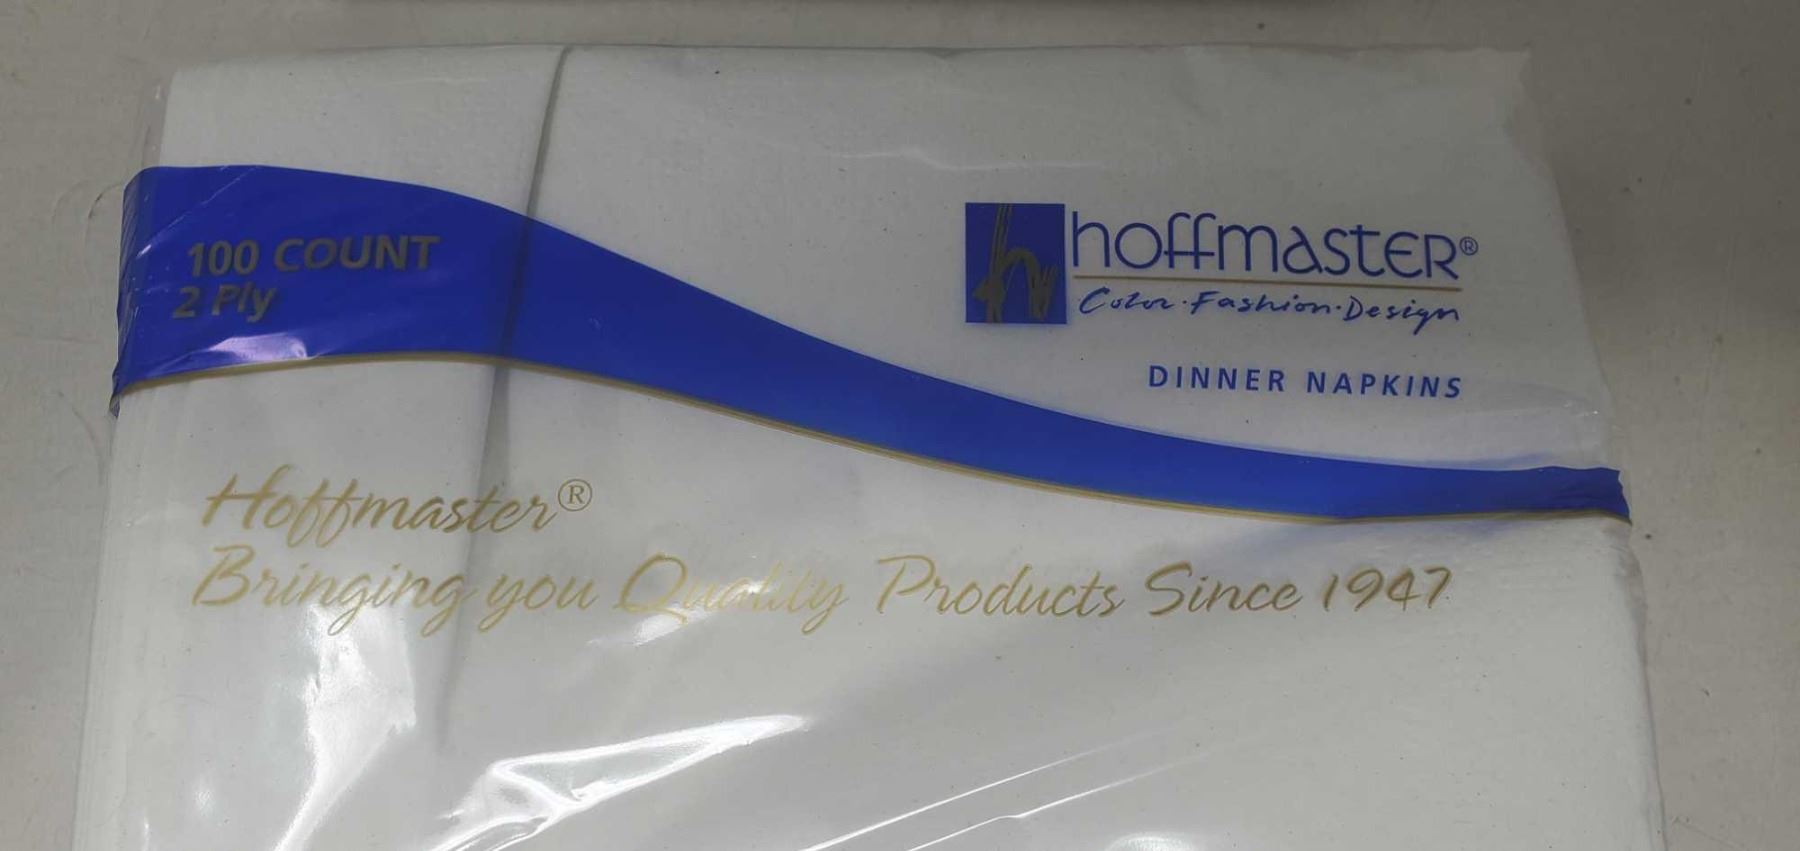 100 COUNT
2 Ply
hoffmaster®
Color·Fashion·Design
DINNER NAPKINS
Hoffmaster®
Bringing you Quality Products Since 1947